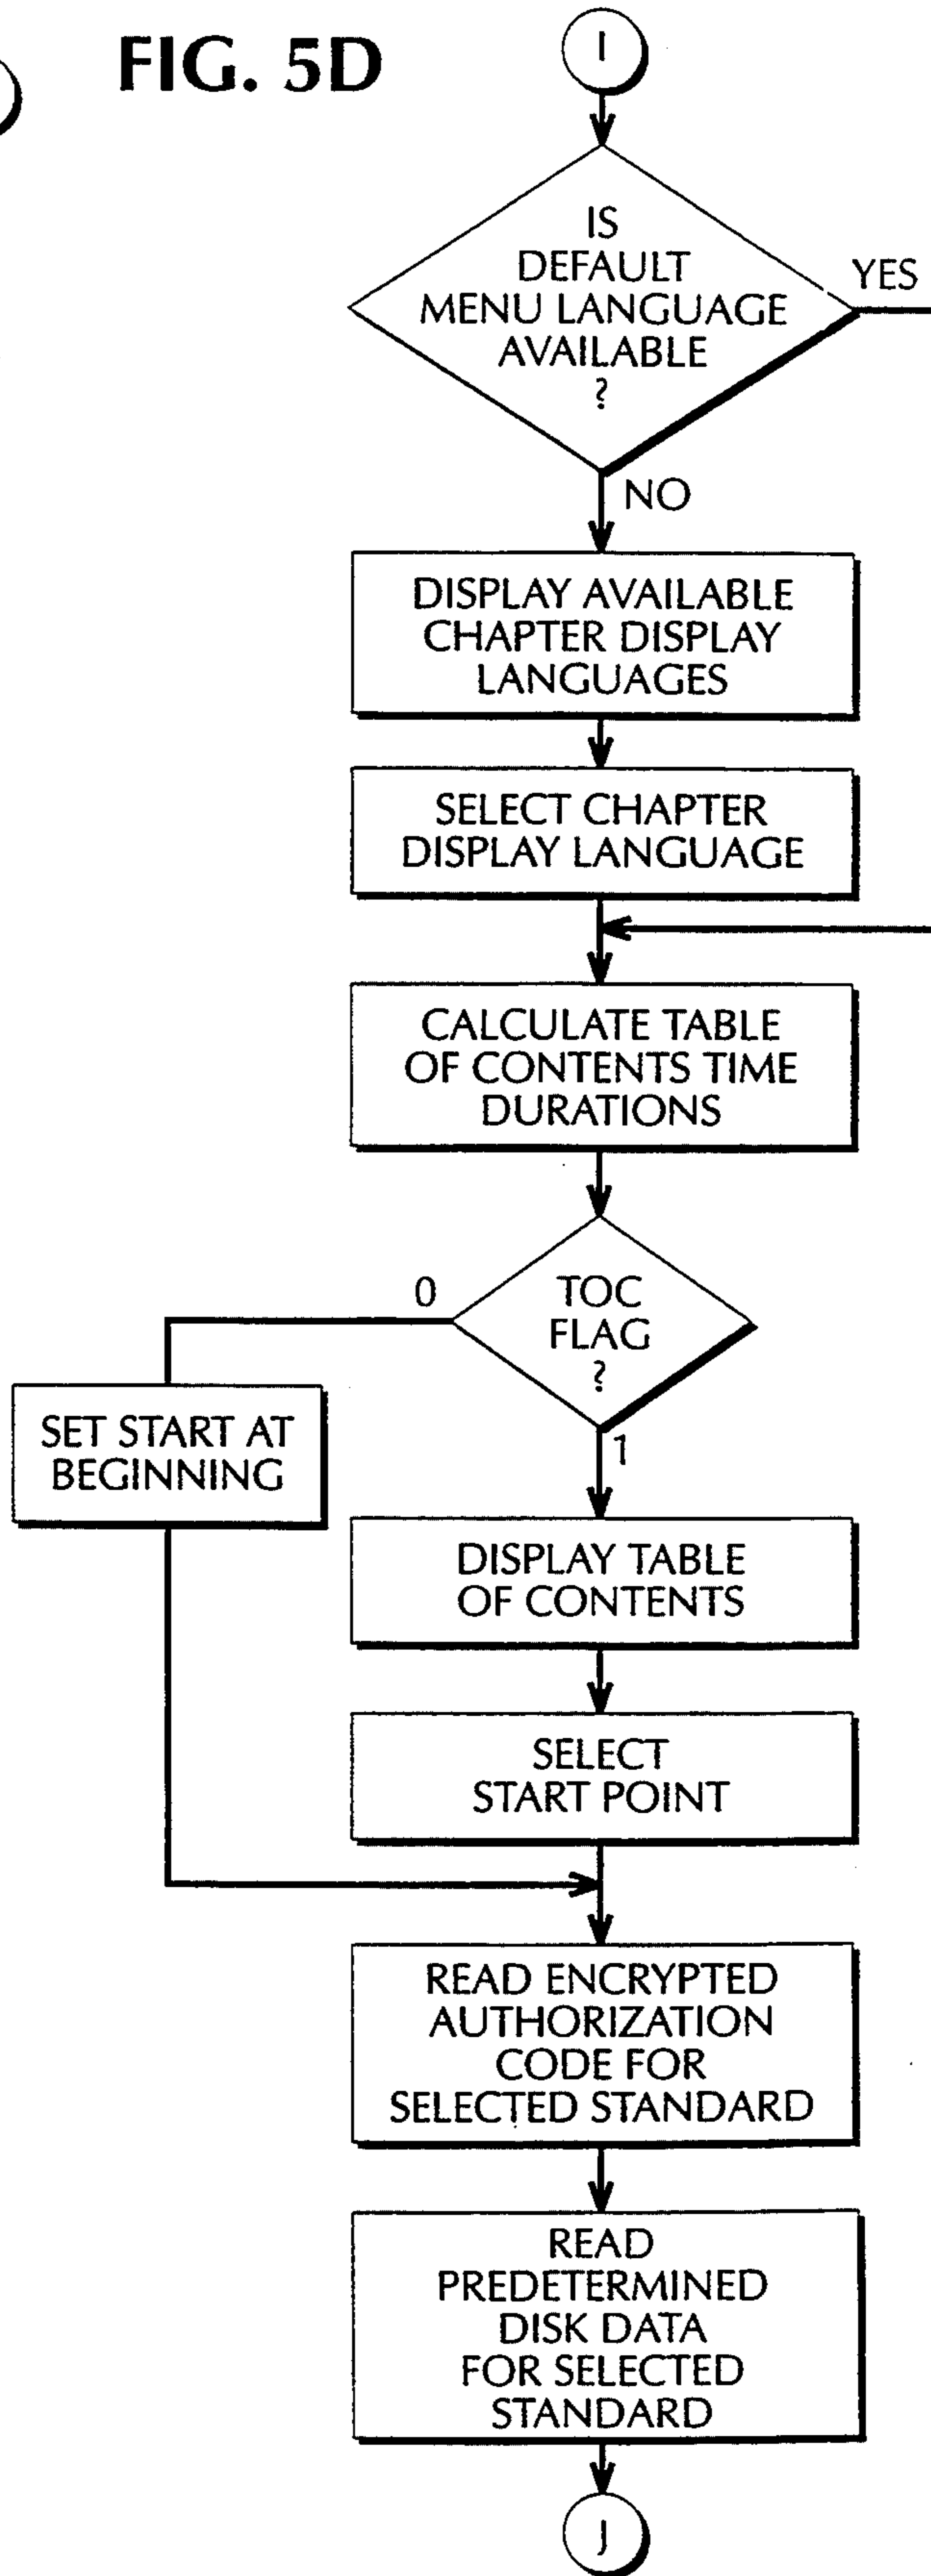 FIG. 5D
I
IS
DEFAULT
MENU LANGUAGE
AVAILABLE
?
YES
NO
DISPLAY AVAILABLE
CHAPTER DISPLAY
LANGUAGES
SELECT CHAPTER
DISPLAY LANGUAGE
CALCULATE TABLE
OF CONTENTS TIME
DURATIONS
TOC
FLAG
?
0
1
SET START AT
BEGINNING
DISPLAY TABLE
OF CONTENTS
SELECT
START POINT
READ ENCRYPTED
AUTHORIZATION
CODE FOR
SELECTED STANDARD
READ
PREDETERMINED
DISK DATA
FOR SELECTED
STANDARD
J